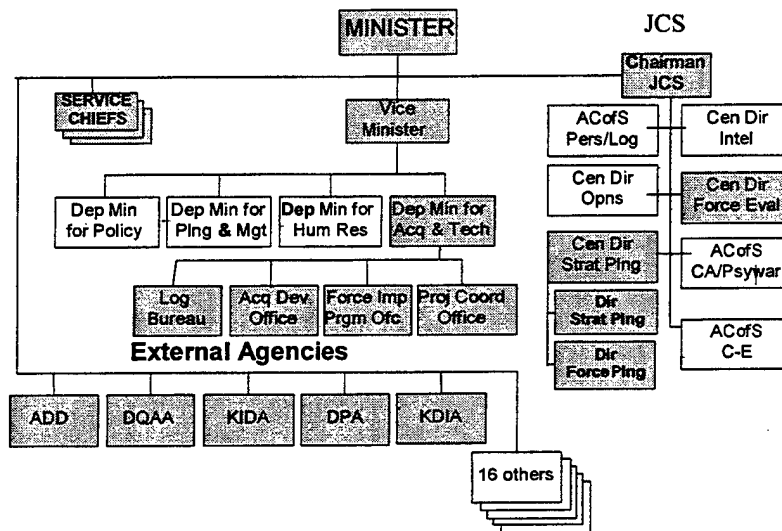 MINISTER
JCS
Chairman
JCS
SERVICE
CHIEFS
Vice
Minister
ACofS
Pers/Log
Cen Dir
Intel
Cen Dir
Opns
Cen Dir
Force Eval
Dep Min
for Policy
Dep Min for
Plng & Mgt
Dep Min for
Hum Res
Dep Min for
Acq & Tech
Cen Dir
Strat Plng
ACofS
CA/Psywar
Log
Bureau
Acq Dev.
Office
Force Imp
Prgm Ofc.
Proj Coord
Office
Dir
Strat Plng
Dir
Force Plng
ACofS
C-E
External Agencies
ADD
DQAA
KIDA
DPA
KDIA
16 others